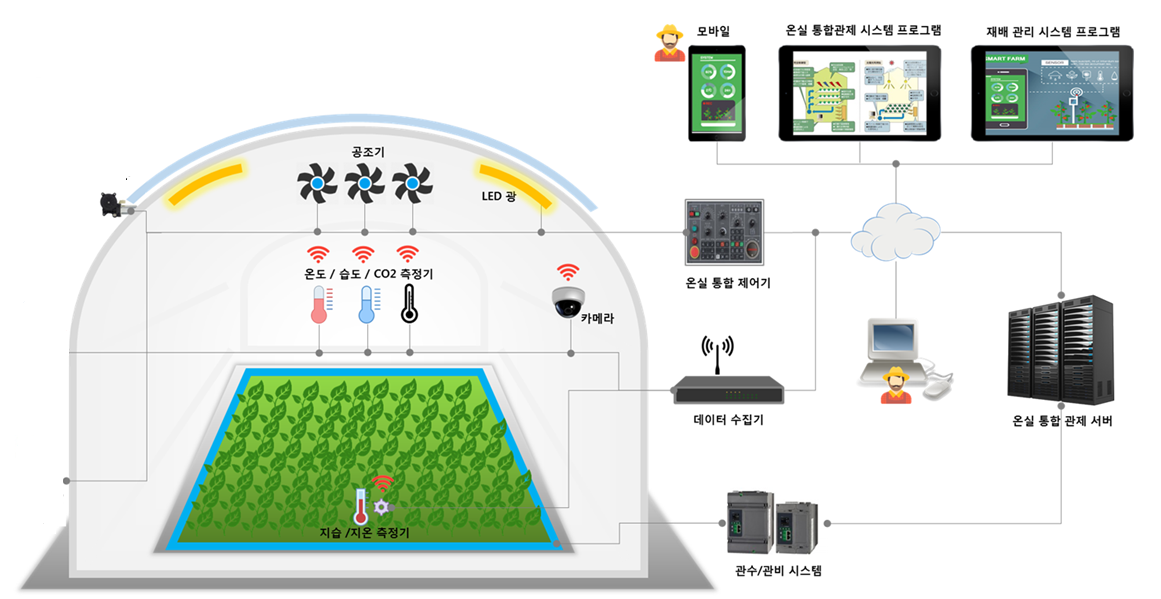 모바일
온실 통합관제 시스템 프로그램
재배 관리 시스템 프로그램
SMART FARM
공조기
LED 광
온도 / 습도 / CO2 측정기
카메라
온실 통합 제어기
데이터 수집기
온실 통합 관제 서버
지습 /지온 측정기
관수/관비 시스템